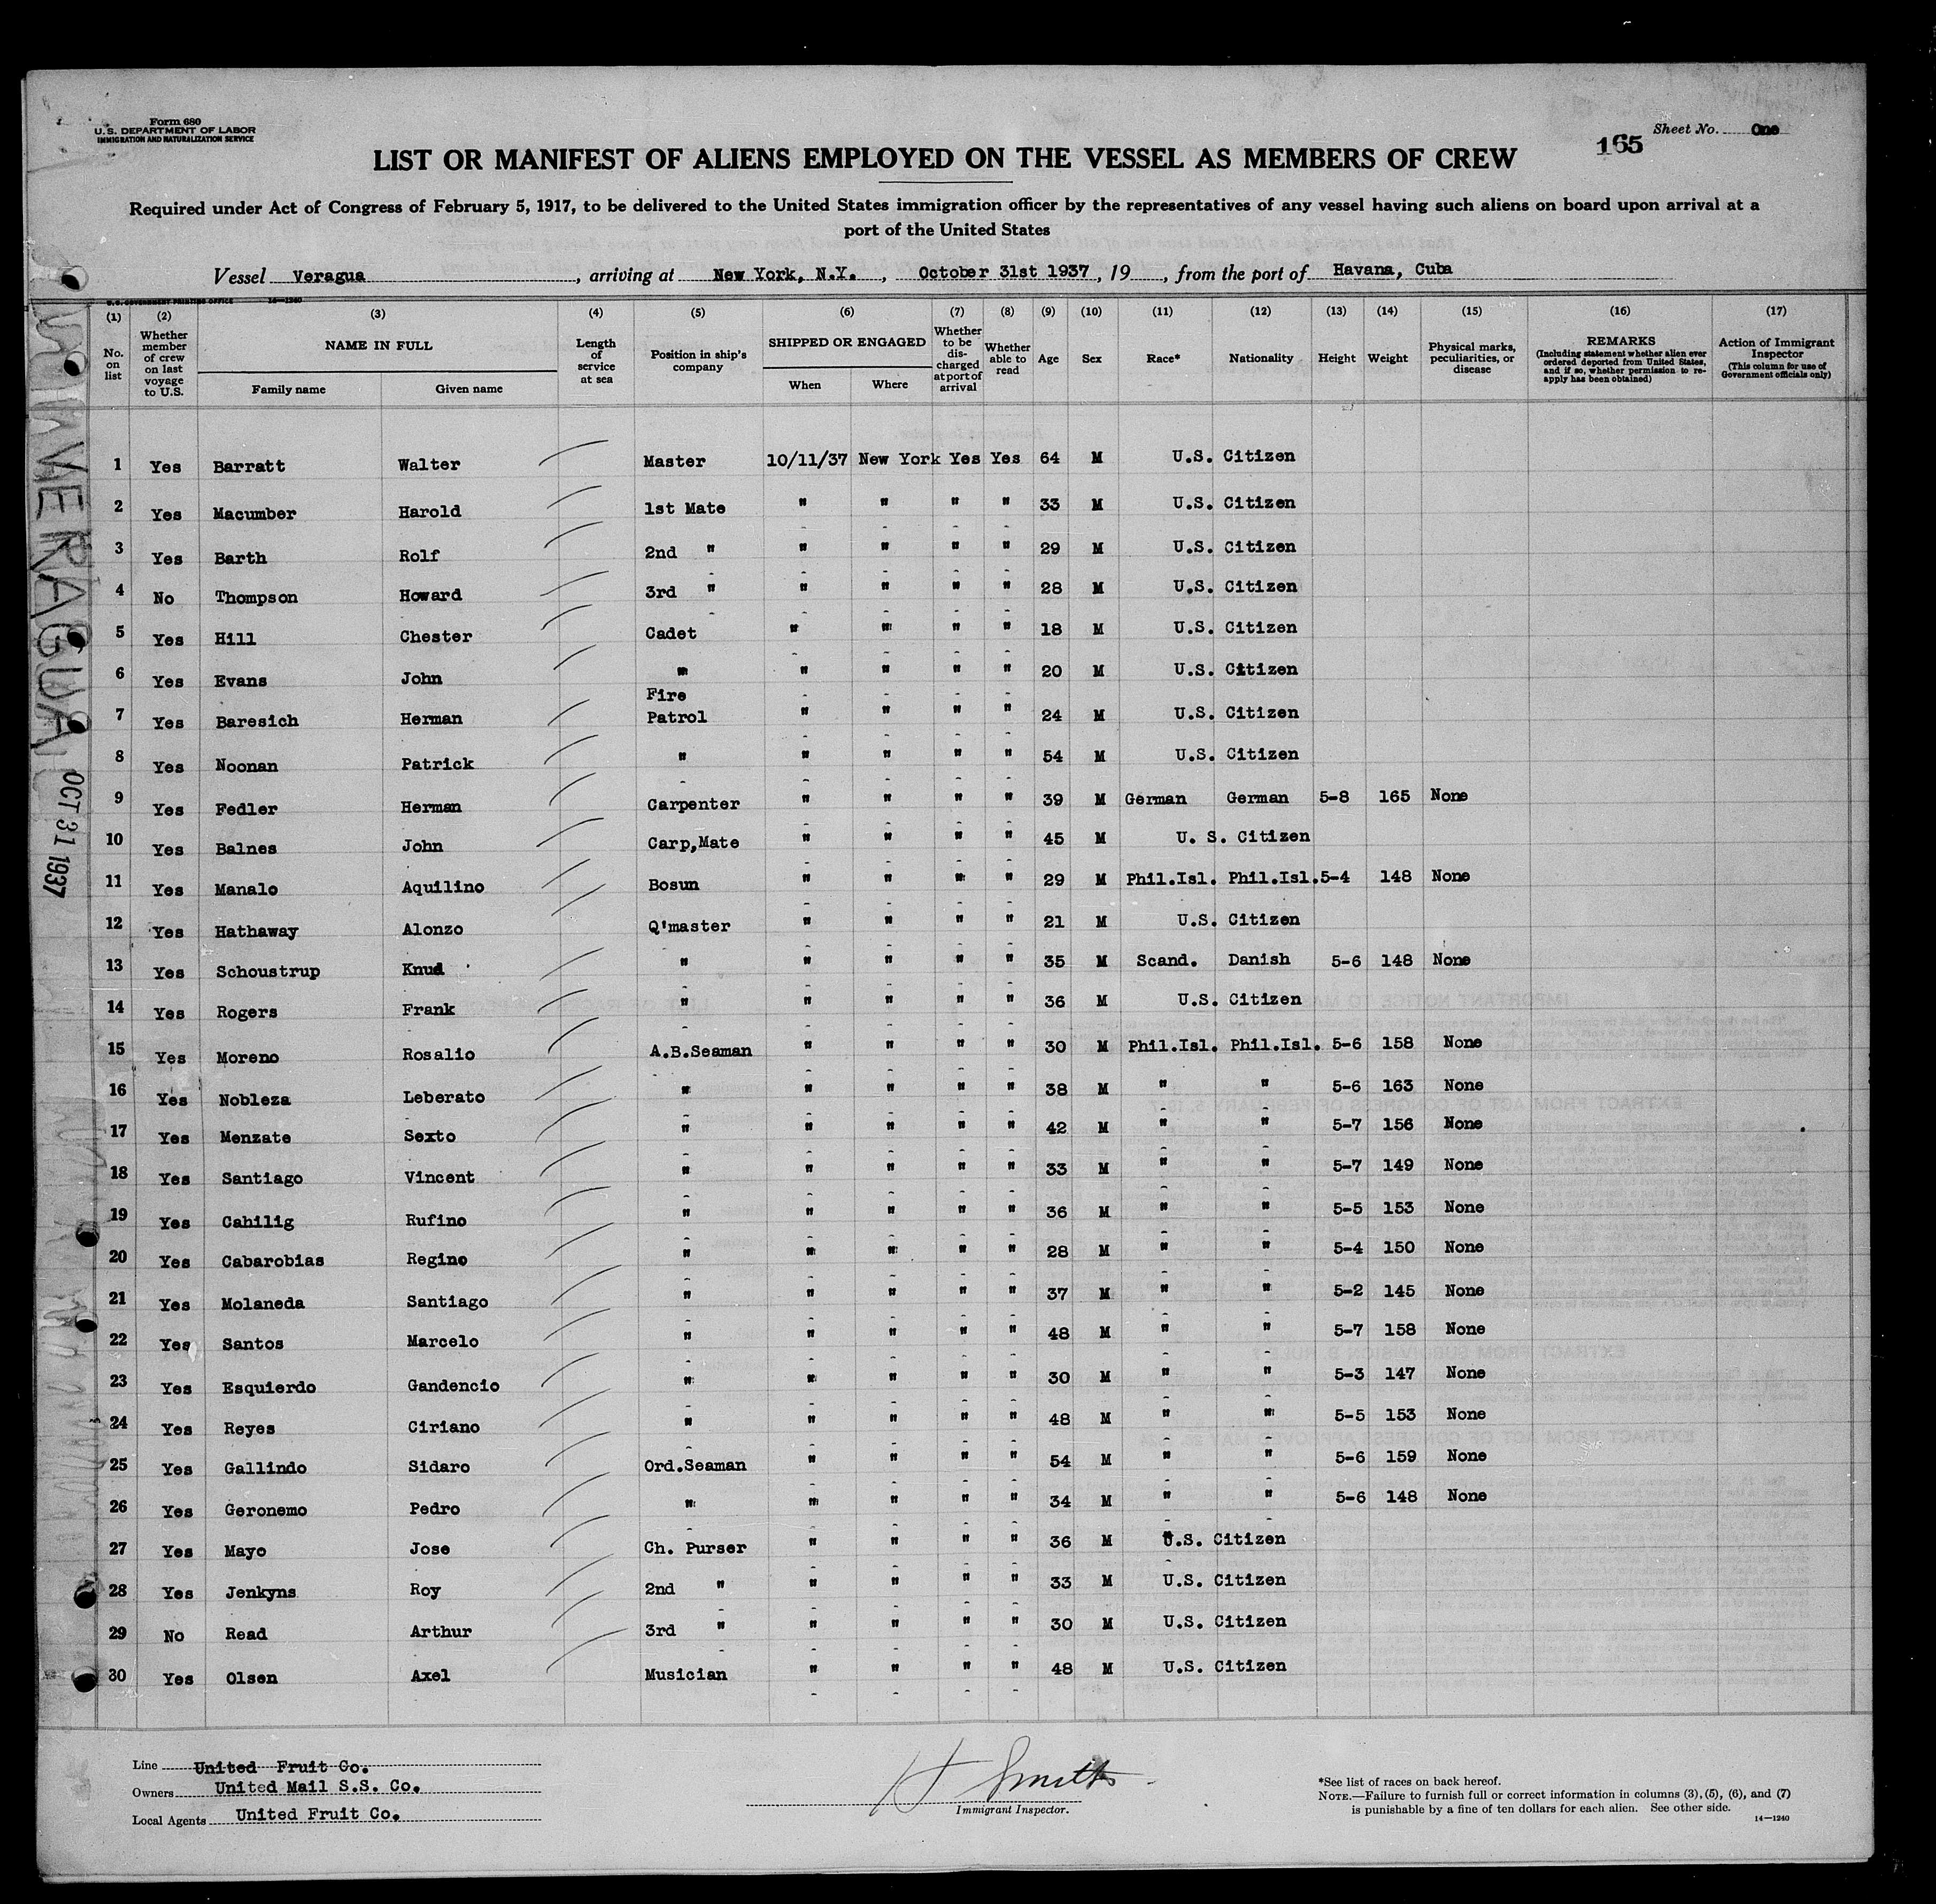 Form 680
U. S. DEPARTMENT OF LABOR
IMMIGRATION AND NATURALIZATION SERVICE
Sheet No. One
165
LIST OR MANIFEST OF ALIENS EMPLOYED ON THE VESSEL AS MEMBERS OF CREW
Required under Act of Congress of February 5, 1917, to be delivered to the United States immigration officer by the representatives of any vessel having such aliens on board upon arrival at a
port of the United States
Vessel Veragua, arriving at New York, N.Y., October 31st 1937, 19, from the port of Havana, Cuba
U. S. GOVERNMENT PRINTING OFFICE 14—1240
(1) No. on list
(2) Whether member of crew on last voyage to U.S.
(3) NAME IN FULL Family name Given name
(4) Length of service at sea
(5) Position in ship's company
(6) SHIPPED OR ENGAGED When Where
(7) Whether to be discharged at port of arrival
(8) Whether able to read
(9) Age
(10) Sex
(11) Race*
(12) Nationality
(13) Height
(14) Weight
(15) Physical marks, peculiarities, or disease
(16) REMARKS (Including statement whether alien ever ordered deported from United States, and if so, whether permission to re-apply has been obtained)
(17) Action of Immigrant Inspector (This column for use of Government officials only)
1 Yes Barratt Walter Master 10/11/37 New York Yes Yes 64 M U.S. Citizen
2 Yes Macumber Harold 1st Mate " " " " 33 M U.S. Citizen
3 Yes Barth Rolf 2nd " " " " " 29 M U.S. Citizen
4 No Thompson Howard 3rd " " " " " 28 M U.S. Citizen
5 Yes Hill Chester Cadet " " " " 18 M U.S. Citizen
6 Yes Evans John " " " " " 20 M U.S. Citizen
7 Yes Baresich Herman Fire Patrol " " " " 24 M U.S. Citizen
8 Yes Noonan Patrick " " " " " 54 M U.S. Citizen
9 Yes Fedler Herman Carpenter " " " " 39 M German German 5-8 165 None
10 Yes Balnes John Carp,Mate " " " " 45 M U. S. Citizen
11 Yes Manalo Aquilino Bosun " " " " 29 M Phil.Isl. Phil.Isl. 5-4 148 None
12 Yes Hathaway Alonzo Q'master " " " " 21 M U.S. Citizen
13 Yes Schoustrup Knud " " " " " 35 M Scand. Danish 5-6 148 None
14 Yes Rogers Frank " " " " " 36 M U.S. Citizen
15 Yes Moreno Rosalio A.B.Seaman " " " " 30 M Phil.Isl. Phil.Isl. 5-6 158 None
16 Yes Nobleza Leberato " " " " " 38 M " " 5-6 163 None
17 Yes Menzate Sexto " " " " " 42 M " " 5-7 156 None
18 Yes Santiago Vincent " " " " " 33 M " " 5-7 149 None
19 Yes Cahilig Rufino " " " " " 36 M " " 5-5 153 None
20 Yes Cabarobias Regino " " " " " 28 M " " 5-4 150 None
21 Yes Molaneda Santiago " " " " " 37 M " " 5-2 145 None
22 Yes Santos Marcelo " " " " " 48 M " " 5-7 158 None
23 Yes Esquierdo Gandencio " " " " " 30 M " " 5-3 147 None
24 Yes Reyes Ciriano " " " " " 48 M " " 5-5 153 None
25 Yes Gallindo Sidaro Ord.Seaman " " " " 54 M " " 5-6 159 None
26 Yes Geronemo Pedro " " " " " 34 M " " 5-6 148 None
27 Yes Mayo Jose Ch. Purser " " " " 36 M U.S. Citizen
28 Yes Jenkyns Roy 2nd " " " " " 33 M U.S. Citizen
29 No Read Arthur 3rd " " " " " 30 M U.S. Citizen
30 Yes Olsen Axel Musician " " " " 48 M U.S. Citizen
VERAGUA
OCT 31 1937
Line United Fruit Co.
Owners United Mail S.S. Co.
Local Agents United Fruit Co.
H Smith
Immigrant Inspector.
*See list of races on back hereof.
NOTE.—Failure to furnish full or correct information in columns (3), (5), (6), and (7)
is punishable by a fine of ten dollars for each alien. See other side.
14—1240